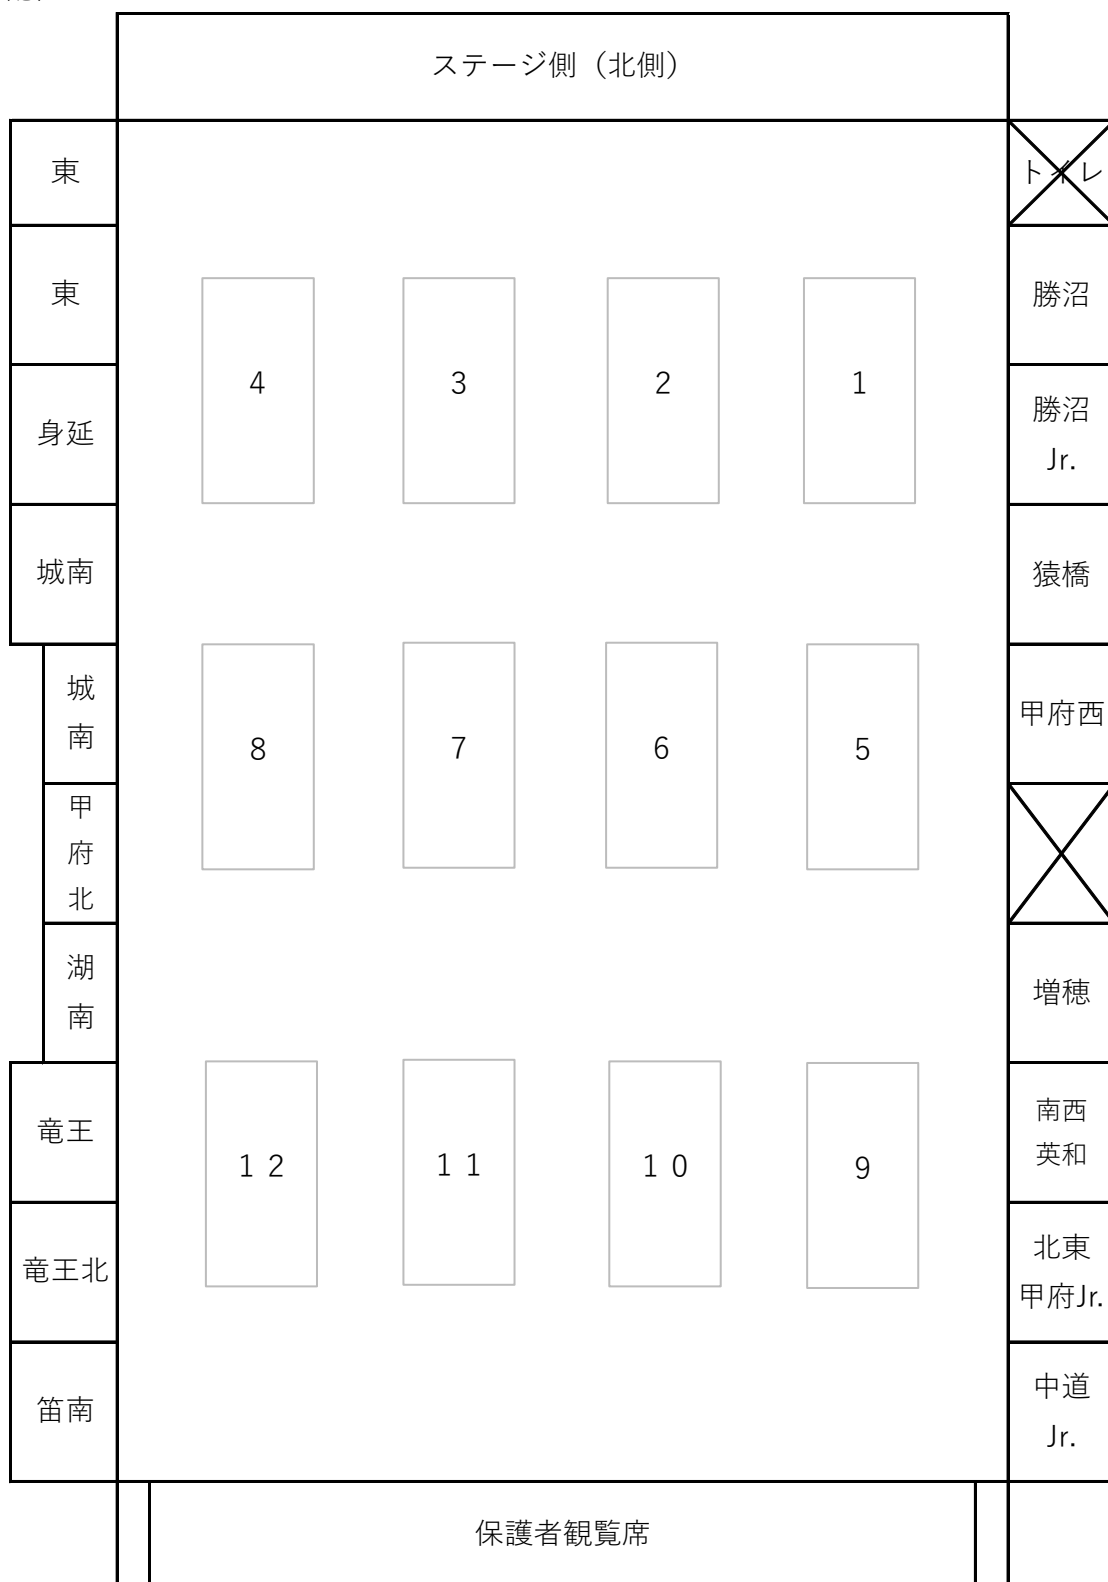 ステージ側（北側）
東
トイレ
東
勝沼
4
3
2
1
身延
勝沼
Jr.
城南
猿橋
城
南
甲府西
8
7
6
5
甲
府
北
湖
南
増穂
竜王
南西
英和
12
11
10
9
竜王北
北東
甲府Jr.
笛南
中道
Jr.
保護者観覧席